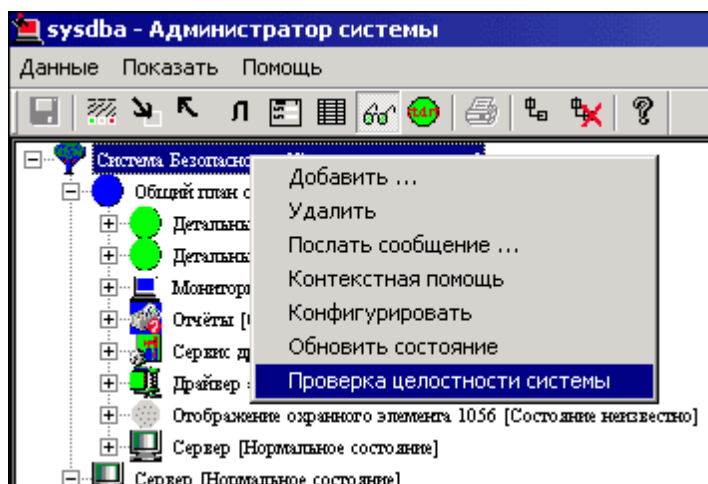 sysdba - Администратор системы
Данные Показать Помощь
Система Безопасно
Общий план с
Детальны
Детальны
Монитор
Отчёты [
Сервис д
Драйвер
Отображение охранного элемента 1056 [Состояние неизвестно]
Сервер [Нормальное состояние]
Сервер [Нормальное состояние]
Добавить ...
Удалить
Послать сообщение ...
Контекстная помощь
Конфигурировать
Обновить состояние
Проверка целостности системы